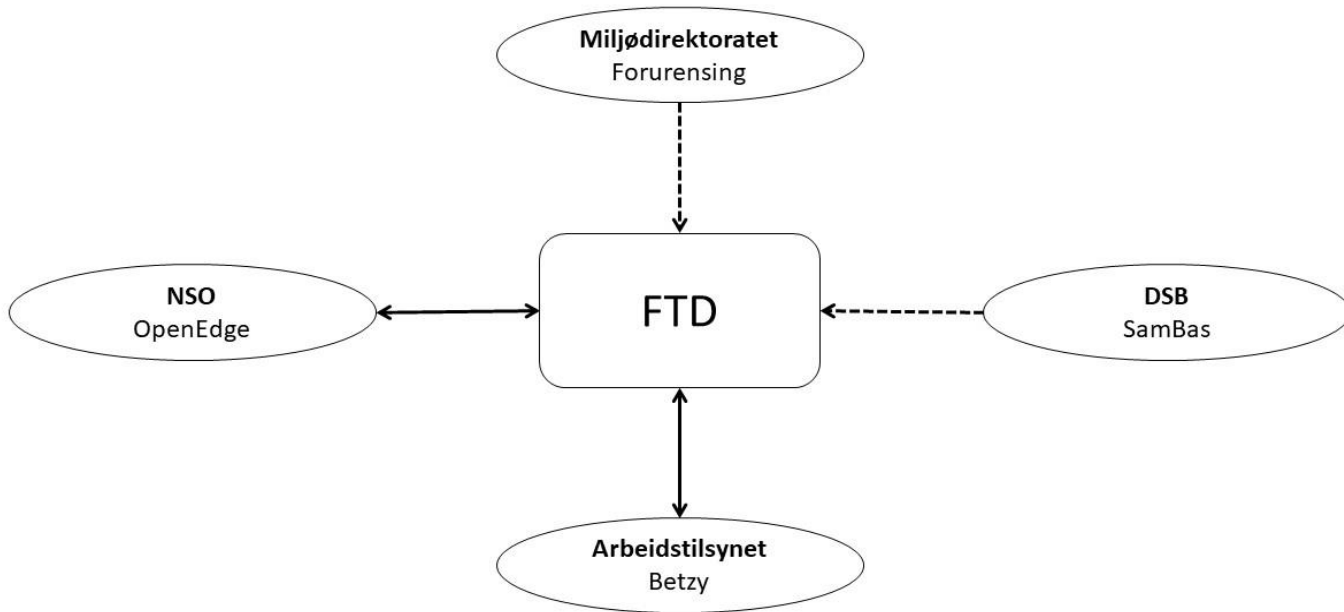 Miljødirektoratet
Forurensing
NSO
OpenEdge
FTD
DSB
SamBas
Arbeidstilsynet
Betzy